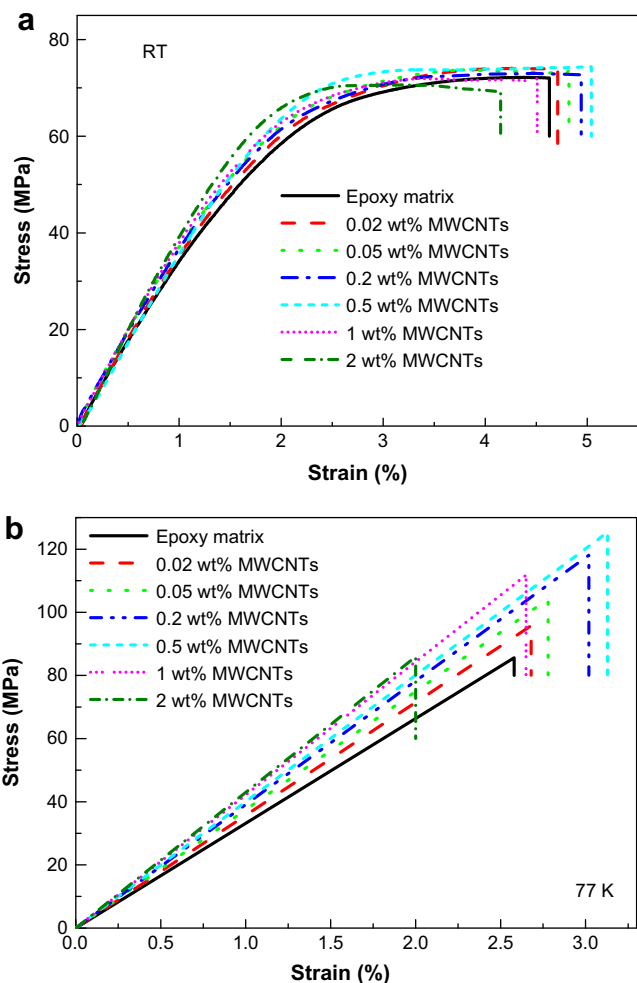 a
RT
80
60
40
20
0
Stress (MPa)
Epoxy matrix
0.02 wt% MWCNTs
0.05 wt% MWCNTs
0.2 wt% MWCNTs
0.5 wt% MWCNTs
1 wt% MWCNTs
2 wt% MWCNTs
0 1 2 3 4 5
Strain (%)
b
Epoxy matrix
0.02 wt% MWCNTs
0.05 wt% MWCNTs
0.2 wt% MWCNTs
0.5 wt% MWCNTs
1 wt% MWCNTs
2 wt% MWCNTs
120
100
80
60
40
20
0
Stress (MPa)
77 K
0.0 0.5 1.0 1.5 2.0 2.5 3.0
Strain (%)